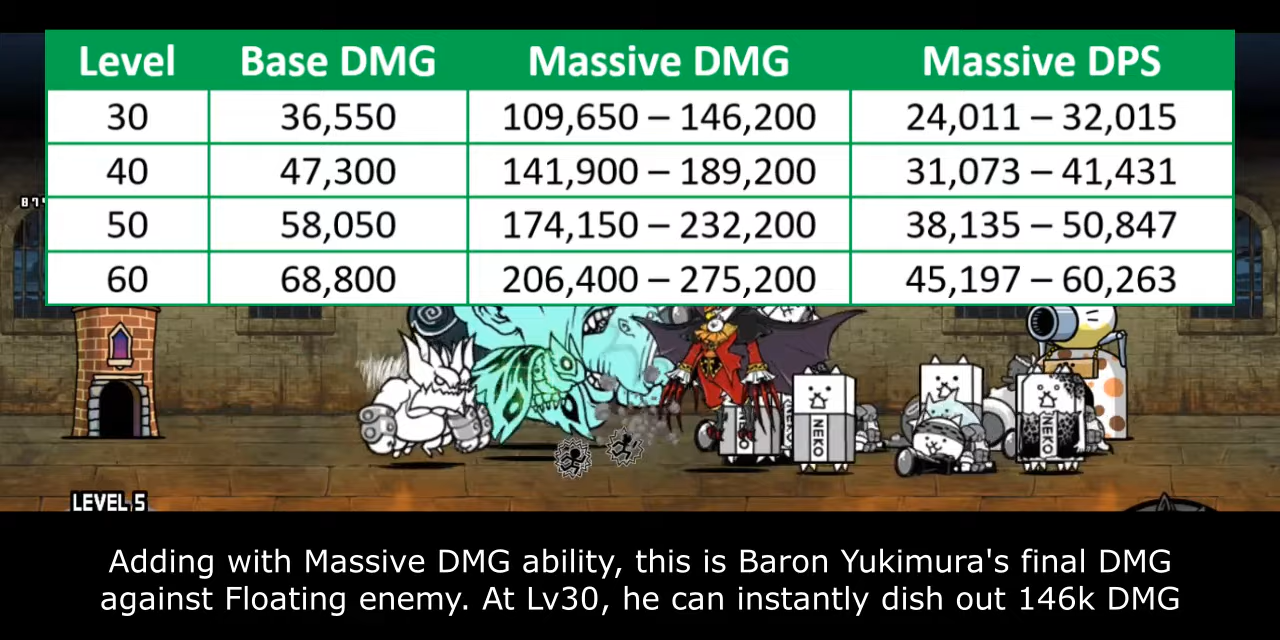 Level Base DMG Massive DMG Massive DPS
30 36,550 109,650 – 146,200 24,011 – 32,015
40 47,300 141,900 – 189,200 31,073 – 41,431
50 58,050 174,150 – 232,200 38,135 – 50,847
60 68,800 206,400 – 275,200 45,197 – 60,263
NEKO
NEKO
LEVEL 5
Adding with Massive DMG ability, this is Baron Yukimura's final DMG
against Floating enemy. At Lv30, he can instantly dish out 146k DMG